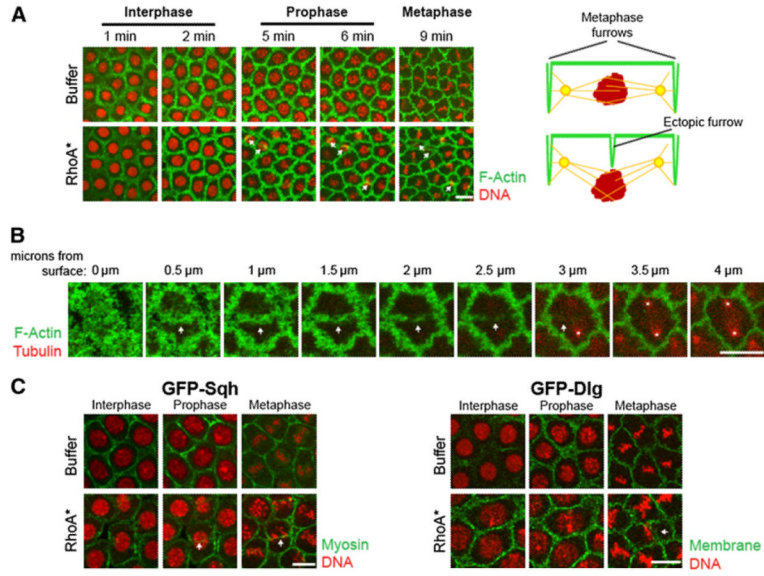 A
Interphase Prophase Metaphase
1 min 2 min 5 min 6 min 9 min
Buffer
RhoA*
F-Actin
DNA
Metaphase
furrows
Ectopic furrow
B
microns from
surface: 0 µm 0.5 µm 1 µm 1.5 µm 2 µm 2.5 µm 3 µm 3.5 µm 4 µm
F-Actin
Tubulin
C
GFP-Sqh
Interphase Prophase Metaphase
Buffer
RhoA*
Myosin
DNA
GFP-Dlg
Interphase Prophase Metaphase
Buffer
RhoA*
Membrane
DNA